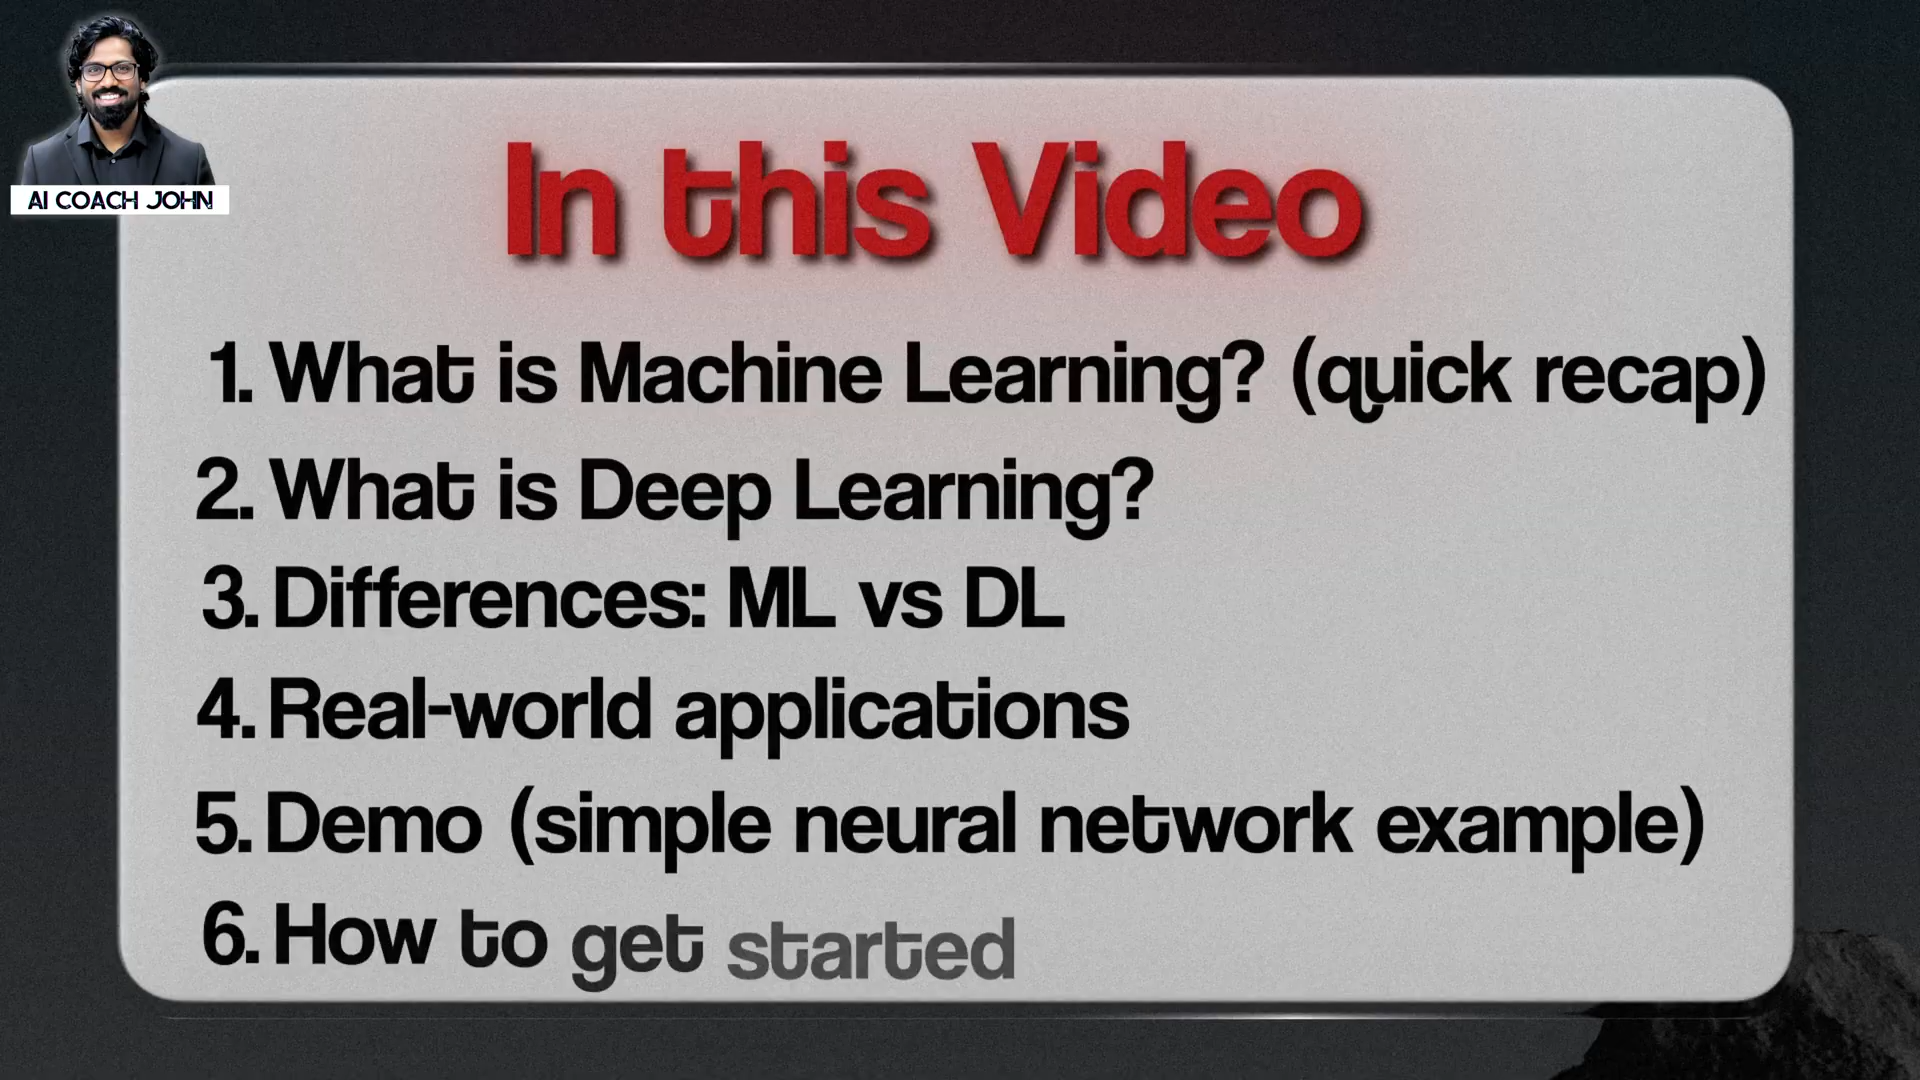 AI COACH JOHN
In this Video
1. What is Machine Learning? (quick recap)
2. What is Deep Learning?
3. Differences: ML vs DL
4. Real-world applications
5. Demo (simple neural network example)
6. How to get started